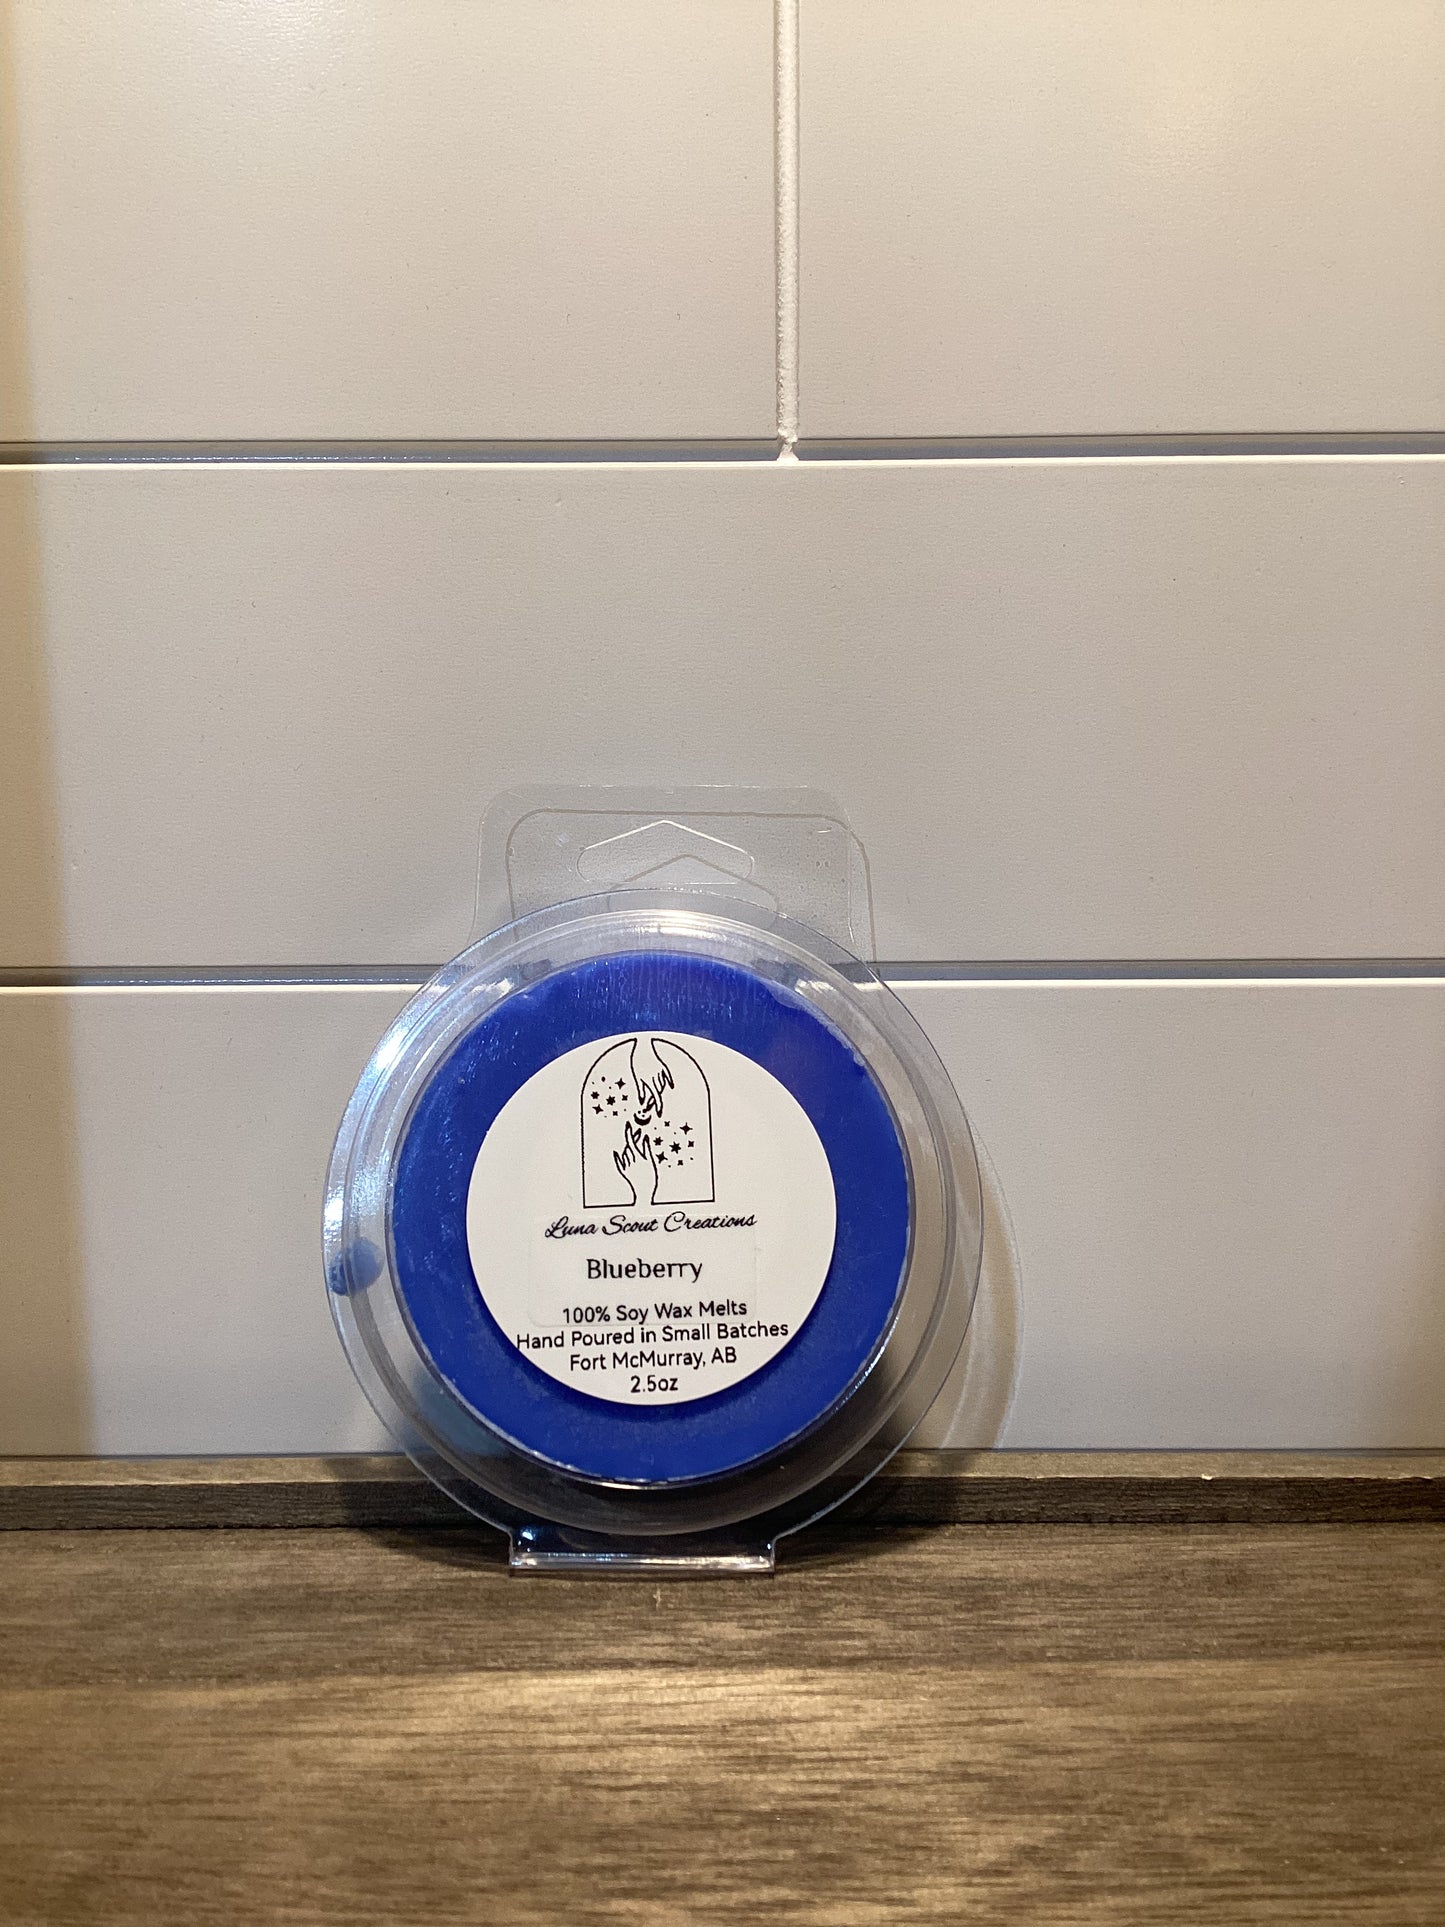 Luna Scout Creations
Blueberry
100% Soy Wax Melts
Hand Poured in Small Batches
Fort McMurray, AB
2.5oz